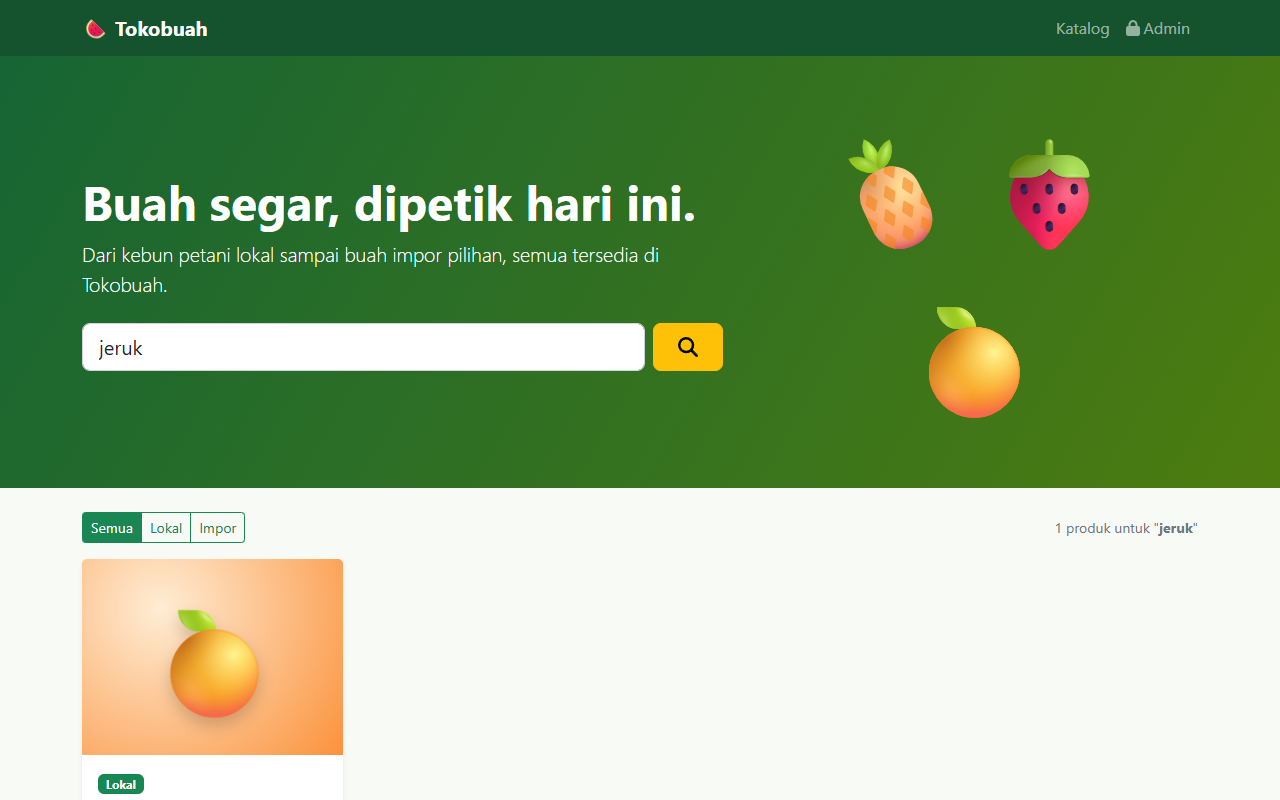 Tokobuah
Katalog
Admin
Buah segar, dipetik hari ini.
Dari kebun petani lokal sampai buah impor pilihan, semua tersedia di
Tokobuah.
jeruk
Semua
Lokal
Impor
1 produk untuk "jeruk"
Lokal